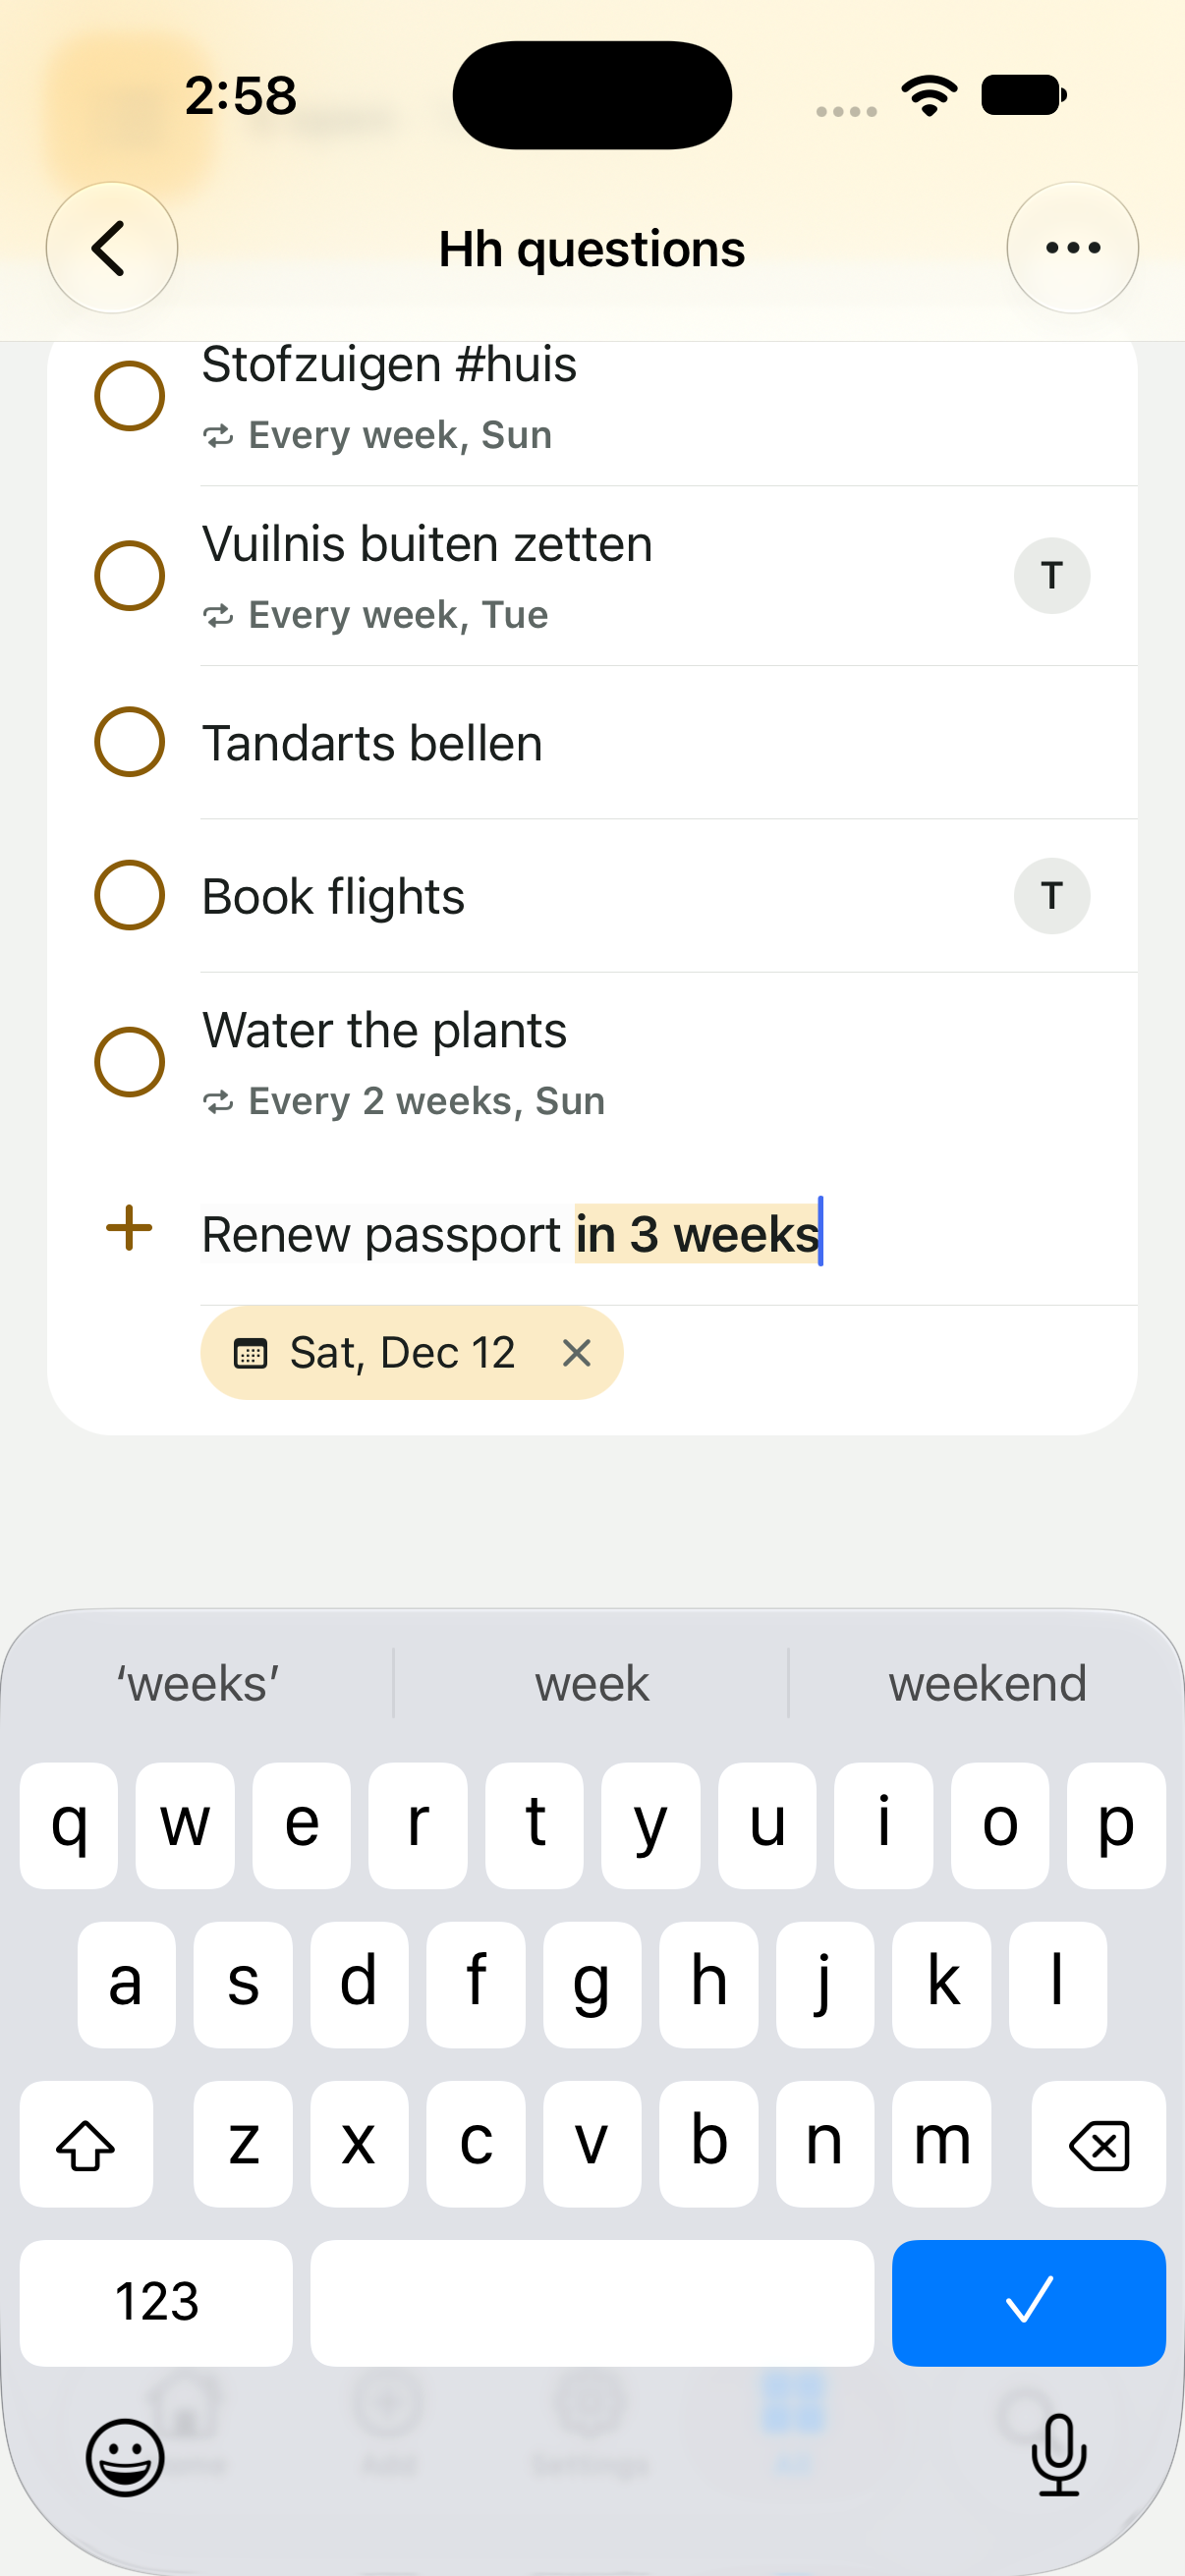 2:58
Hh questions
Stofzuigen #huis
Every week, Sun
Vuilnis buiten zetten
T
Every week, Tue
Tandarts bellen
Book flights
T
Water the plants
Every 2 weeks, Sun
Renew passport in 3 weeks
Sat, Dec 12
‘weeks’ week weekend
q w e r t y u i o p
a s d f g h j k l
z x c v b n m
123
Settings